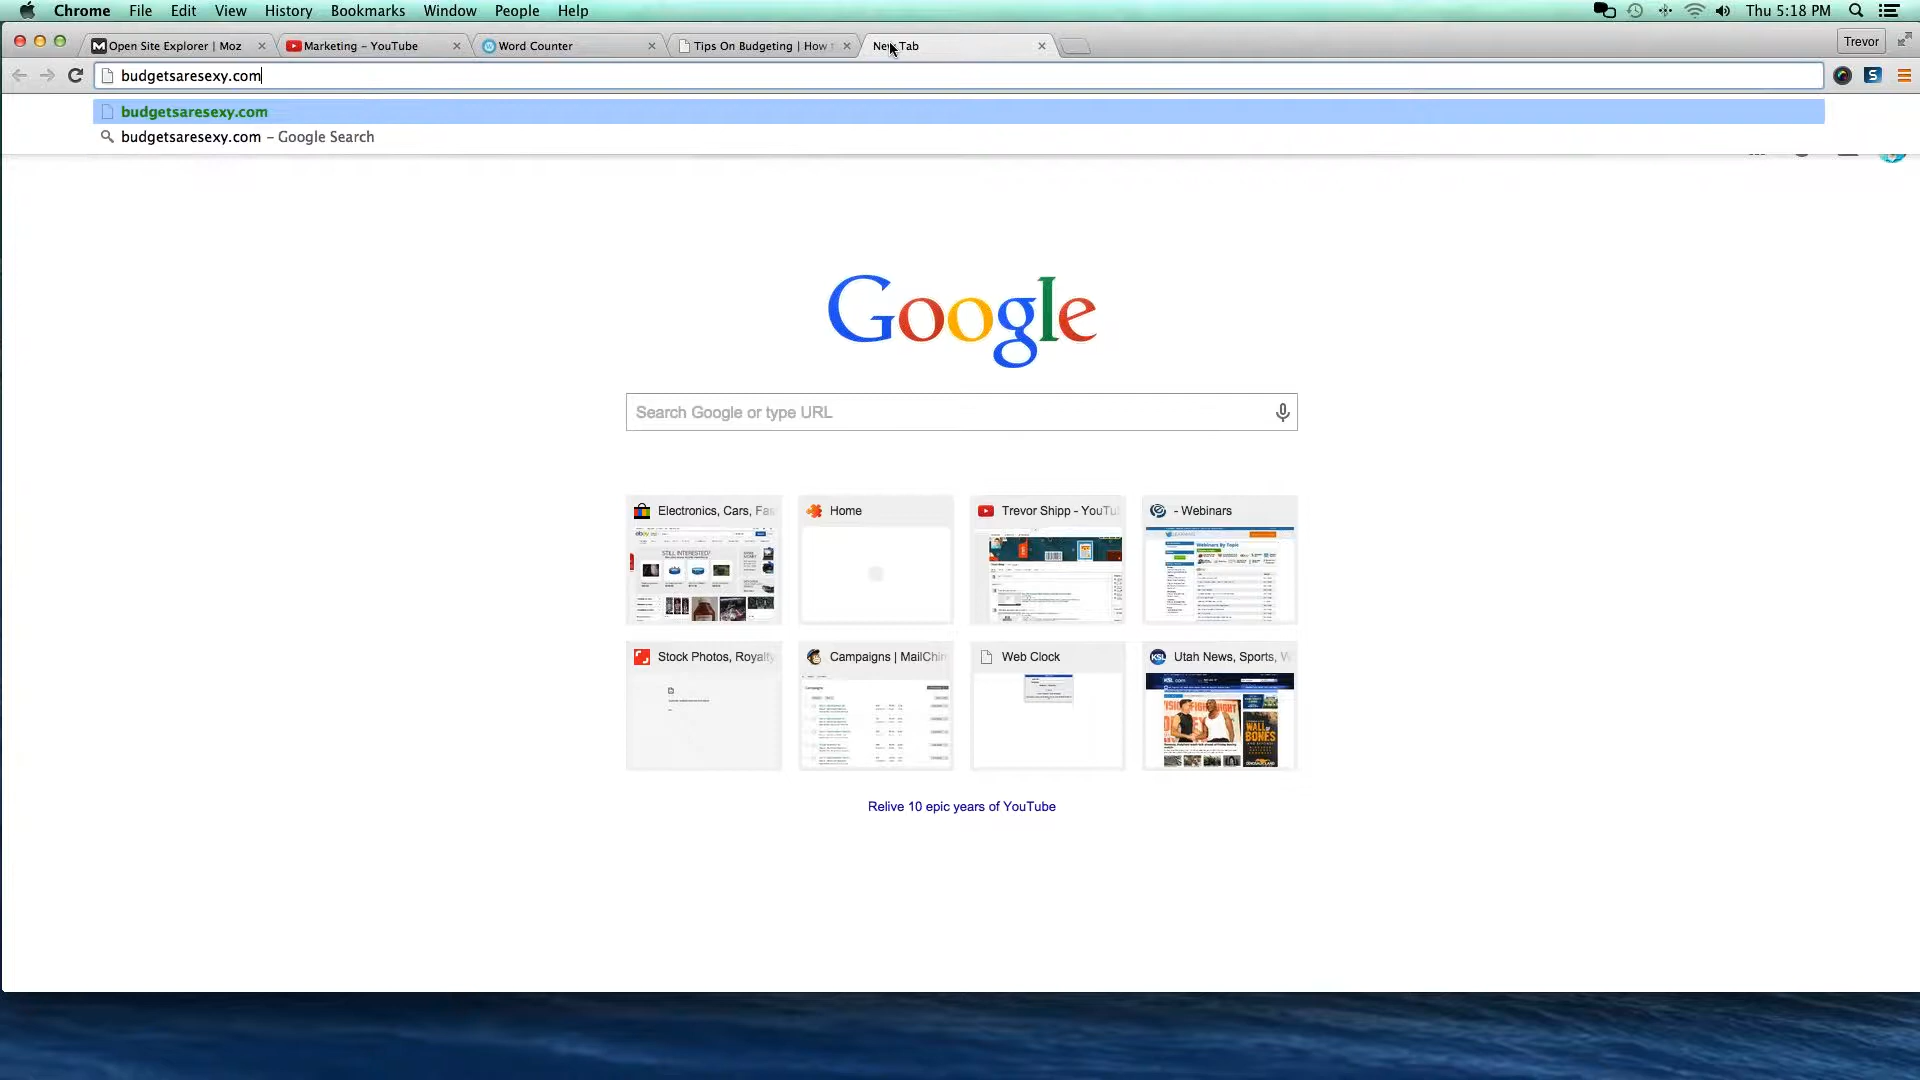 Chrome File Edit View History Bookmarks Window People Help Thu 5:18 PM
Open Site Explorer | Moz Marketing - YouTube Word Counter Tips On Budgeting | How New Tab Trevor
budgetsaresexy.com
budgetsaresexy.com
budgetsaresexy.com – Google Search
Google
Search Google or type URL
Electronics, Cars, Fas Home Trevor Shipp - YouTu - Webinars
Stock Photos, Royalty Campaigns | MailChim Web Clock Utah News, Sports, W
Relive 10 epic years of YouTube